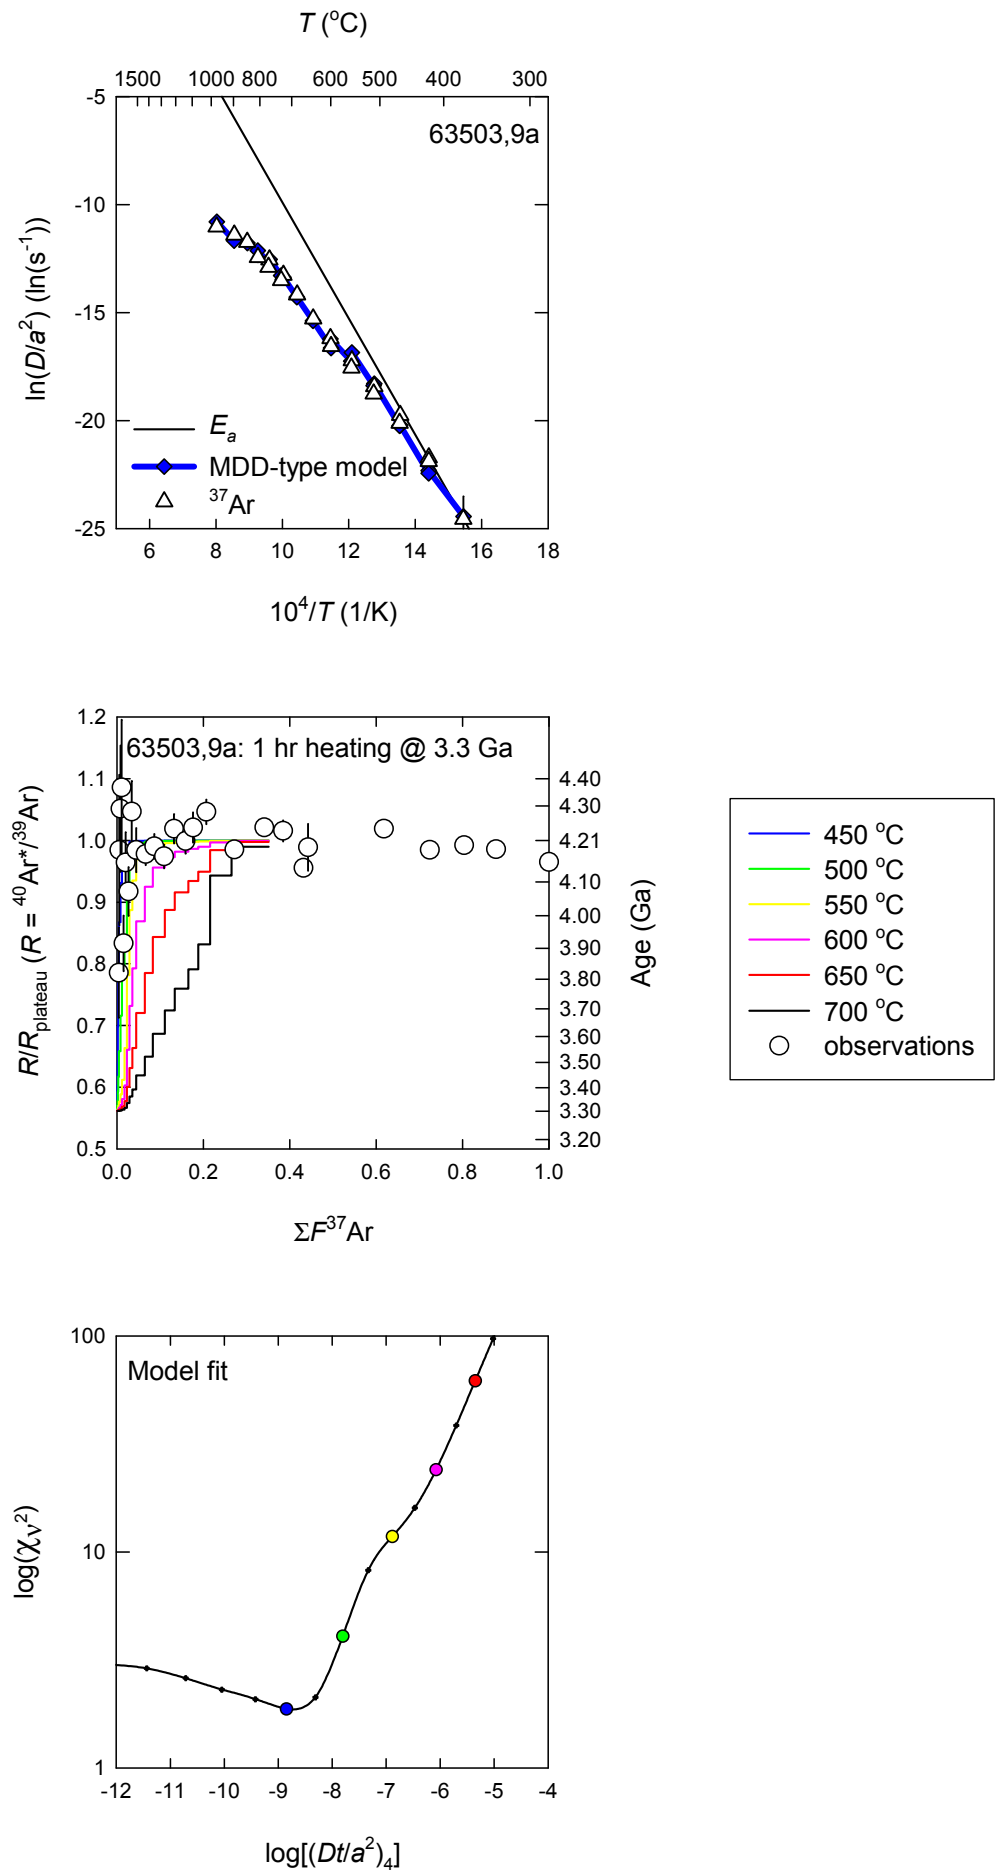 T (°C)
1500 1000 800 600 500 400 300
-5
63503,9a
-10
-15
-20
-25
ln(D/a²) (ln(s⁻¹))
Eₐ
MDD-type model
³⁷Ar
6 8 10 12 14 16 18
10⁴/T (1/K)
1.2
63503,9a: 1 hr heating @ 3.3 Ga
1.1
1.0
0.9
0.8
0.7
0.6
0.5
R/R_plateau (R = ⁴⁰Ar*/³⁹Ar)
4.40
4.30
4.21
4.10
4.00
3.90
3.80
3.70
3.60
3.50
3.40
3.30
3.20
Age (Ga)
0.0 0.2 0.4 0.6 0.8 1.0
ΣF³⁷Ar
450 °C
500 °C
550 °C
600 °C
650 °C
700 °C
observations
100
Model fit
10
1
log(χν²)
-12 -11 -10 -9 -8 -7 -6 -5 -4
log[(Dt/a²)₄]